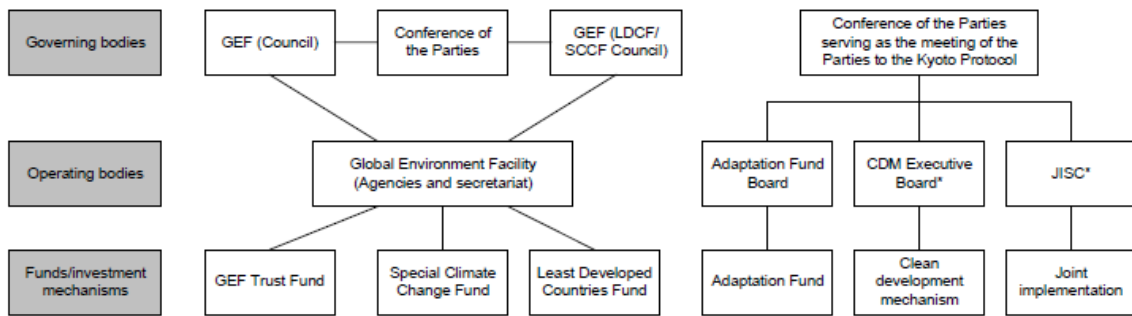 Governing bodies
GEF (Council)
Conference of
the Parties
GEF (LDCF/
SCCF Council)
Conference of the Parties
serving as the meeting of the
Parties to the Kyoto Protocol
Operating bodies
Global Environment Facility
(Agencies and secretariat)
Adaptation Fund
Board
CDM Executive
Board*
JISC*
Funds/investment
mechanisms
GEF Trust Fund
Special Climate
Change Fund
Least Developed
Countries Fund
Adaptation Fund
Clean
development
mechanism
Joint
implementation